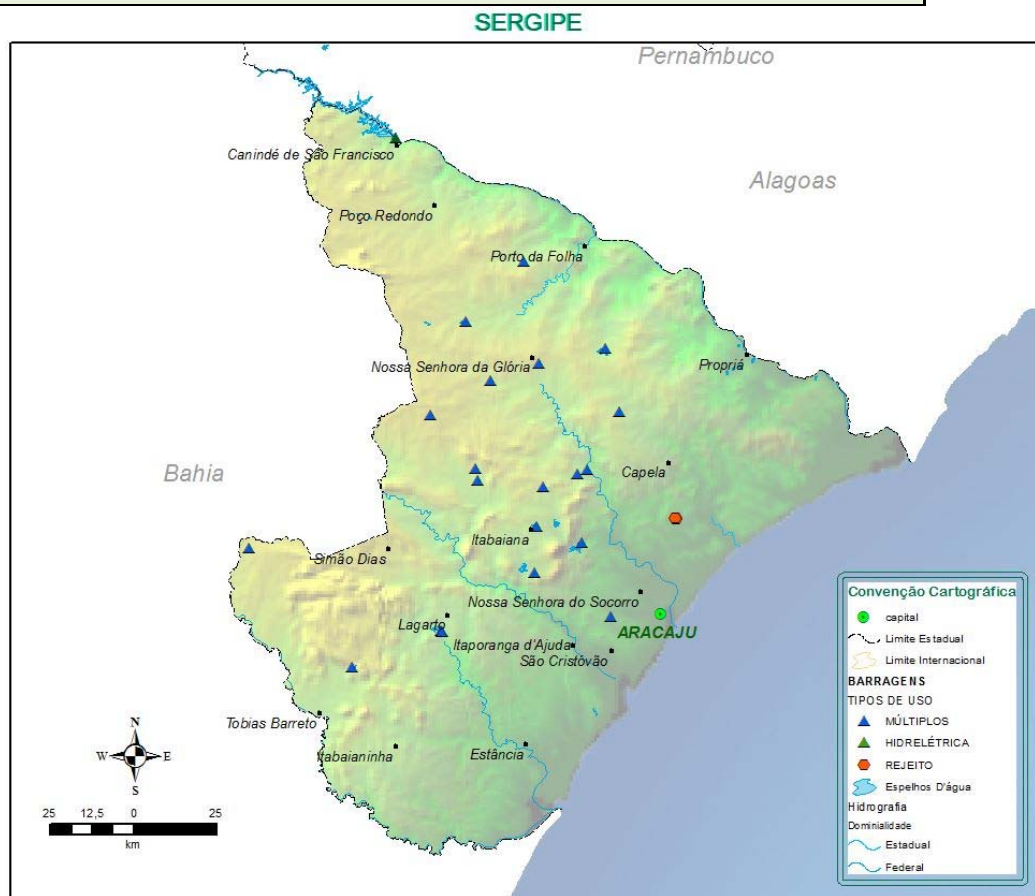 SERGIPE
Pernambuco
Canindé de São Francisco
Alagoas
Poço Redondo
Porto da Folha
Nossa Senhora da Glória
Propriá
Bahia
Capela
Itabaiana
Simão Dias
Nossa Senhora do Socorro
Lagarto
ARACAJU
Itaporanga d'Ajuda
São Cristovão
Tobias Barreto
Itabaianinha
Estância
N
W
E
S
25 12,5 0 25
km
Convenção Cartográfica
capital
Limite Estadual
Limite Internacional
BARRAGENS
TIPOS DE USO
MÚLTIPLOS
HIDRELÉTRICA
REJEITO
Espelhos D'água
Hidrografia
Dominialidade
Estadual
Federal